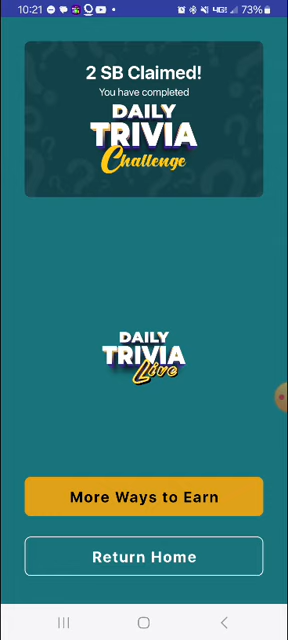 10:21
4G 73%
2 SB Claimed!
You have completed
DAILY
TRIVIA
Challenge
DAILY
TRIVIA
Live
More Ways to Earn
Return Home